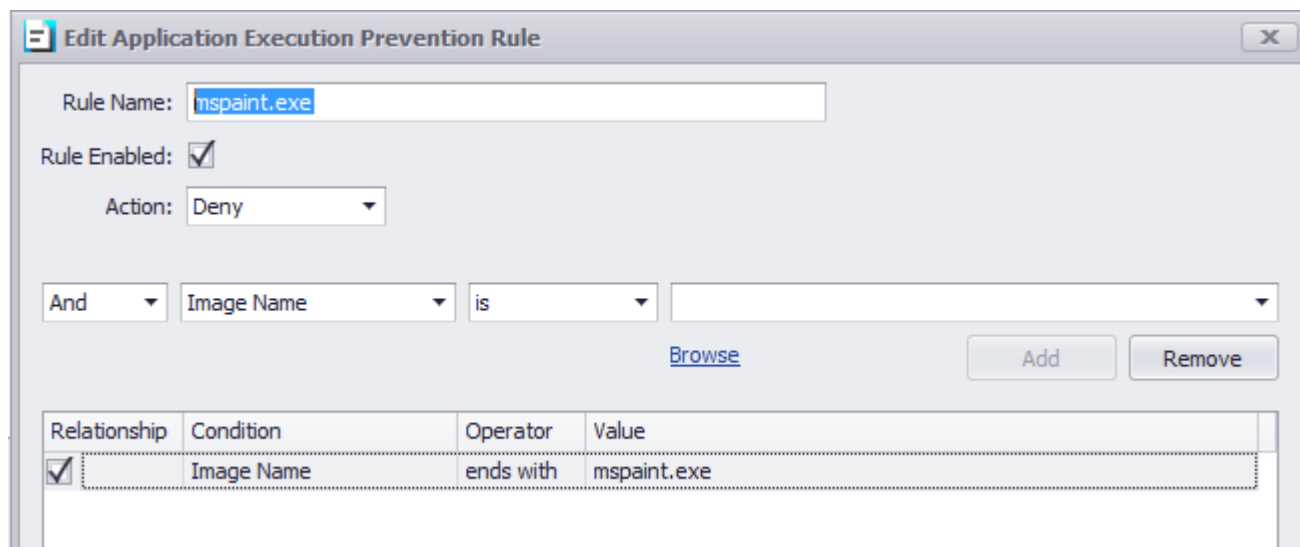 Edit Application Execution Prevention Rule
Rule Name: mspaint.exe
Rule Enabled:
Action: Deny
And Image Name is
Browse Add Remove
Relationship Condition Operator Value
Image Name ends with mspaint.exe